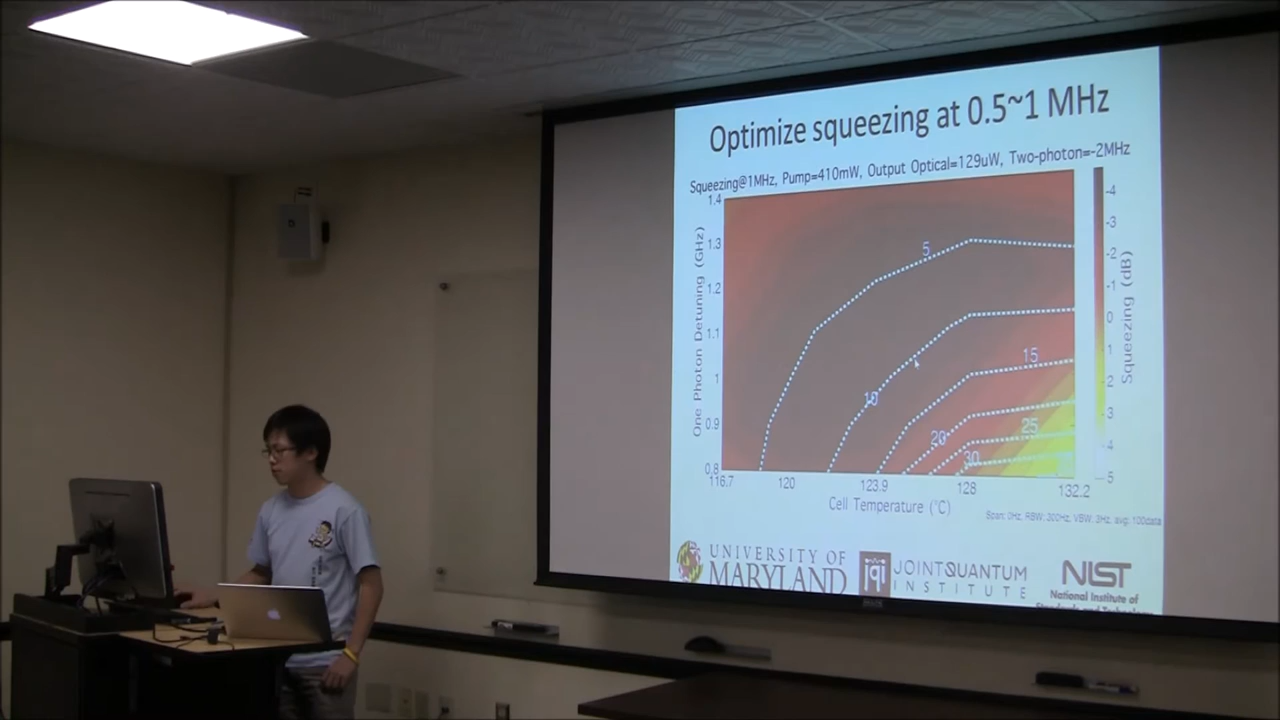 Optimize squeezing at 0.5~1 MHz
Squeezing@1MHz, Pump=410mW, Output Optical=129uW, Two-photon=-2MHz
1.4
1.3
1.2
1.1
1
0.9
0.8
One Photon Detuning (GHz)
5
10
15
20
25
30
116.7 120 123.9 128 132.2
Cell Temperature (°C)
-4
-3
-2
-1
0
1
2
3
4
5
Squeezing (dB)
Span: 0Hz, RBW: 300Hz, VBW: 3Hz, avg: 100data
UNIVERSITY OF
MARYLAND
jqi
JOINT QUANTUM
INSTITUTE
NIST
National Institute of
Standards and Technology